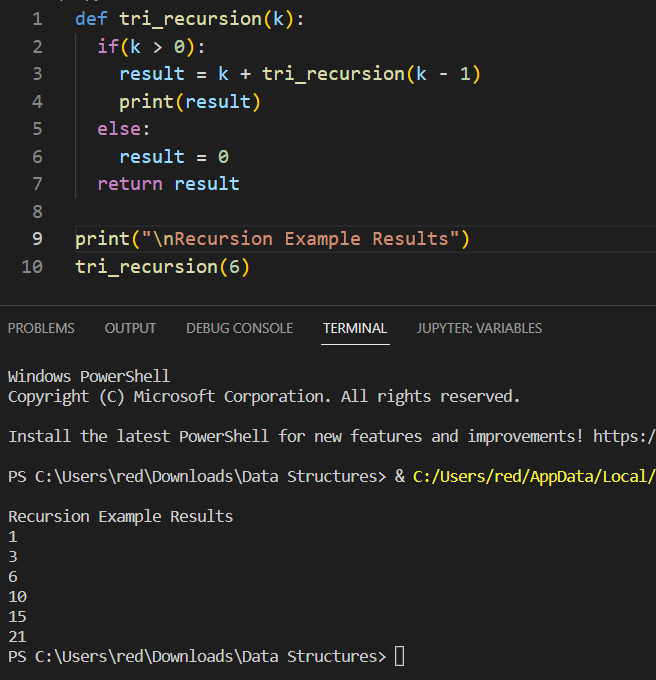 1 def tri_recursion(k):
2 if(k > 0):
3 result = k + tri_recursion(k - 1)
4 print(result)
5 else:
6 result = 0
7 return result
8
9 print("\nRecursion Example Results")
10 tri_recursion(6)
PROBLEMS OUTPUT DEBUG CONSOLE TERMINAL JUPYTER: VARIABLES
Windows PowerShell
Copyright (C) Microsoft Corporation. All rights reserved.
Install the latest PowerShell for new features and improvements! https:/
PS C:\Users\red\Downloads\Data Structures> & C:/Users/red/AppData/Local/
Recursion Example Results
1
3
6
10
15
21
PS C:\Users\red\Downloads\Data Structures>